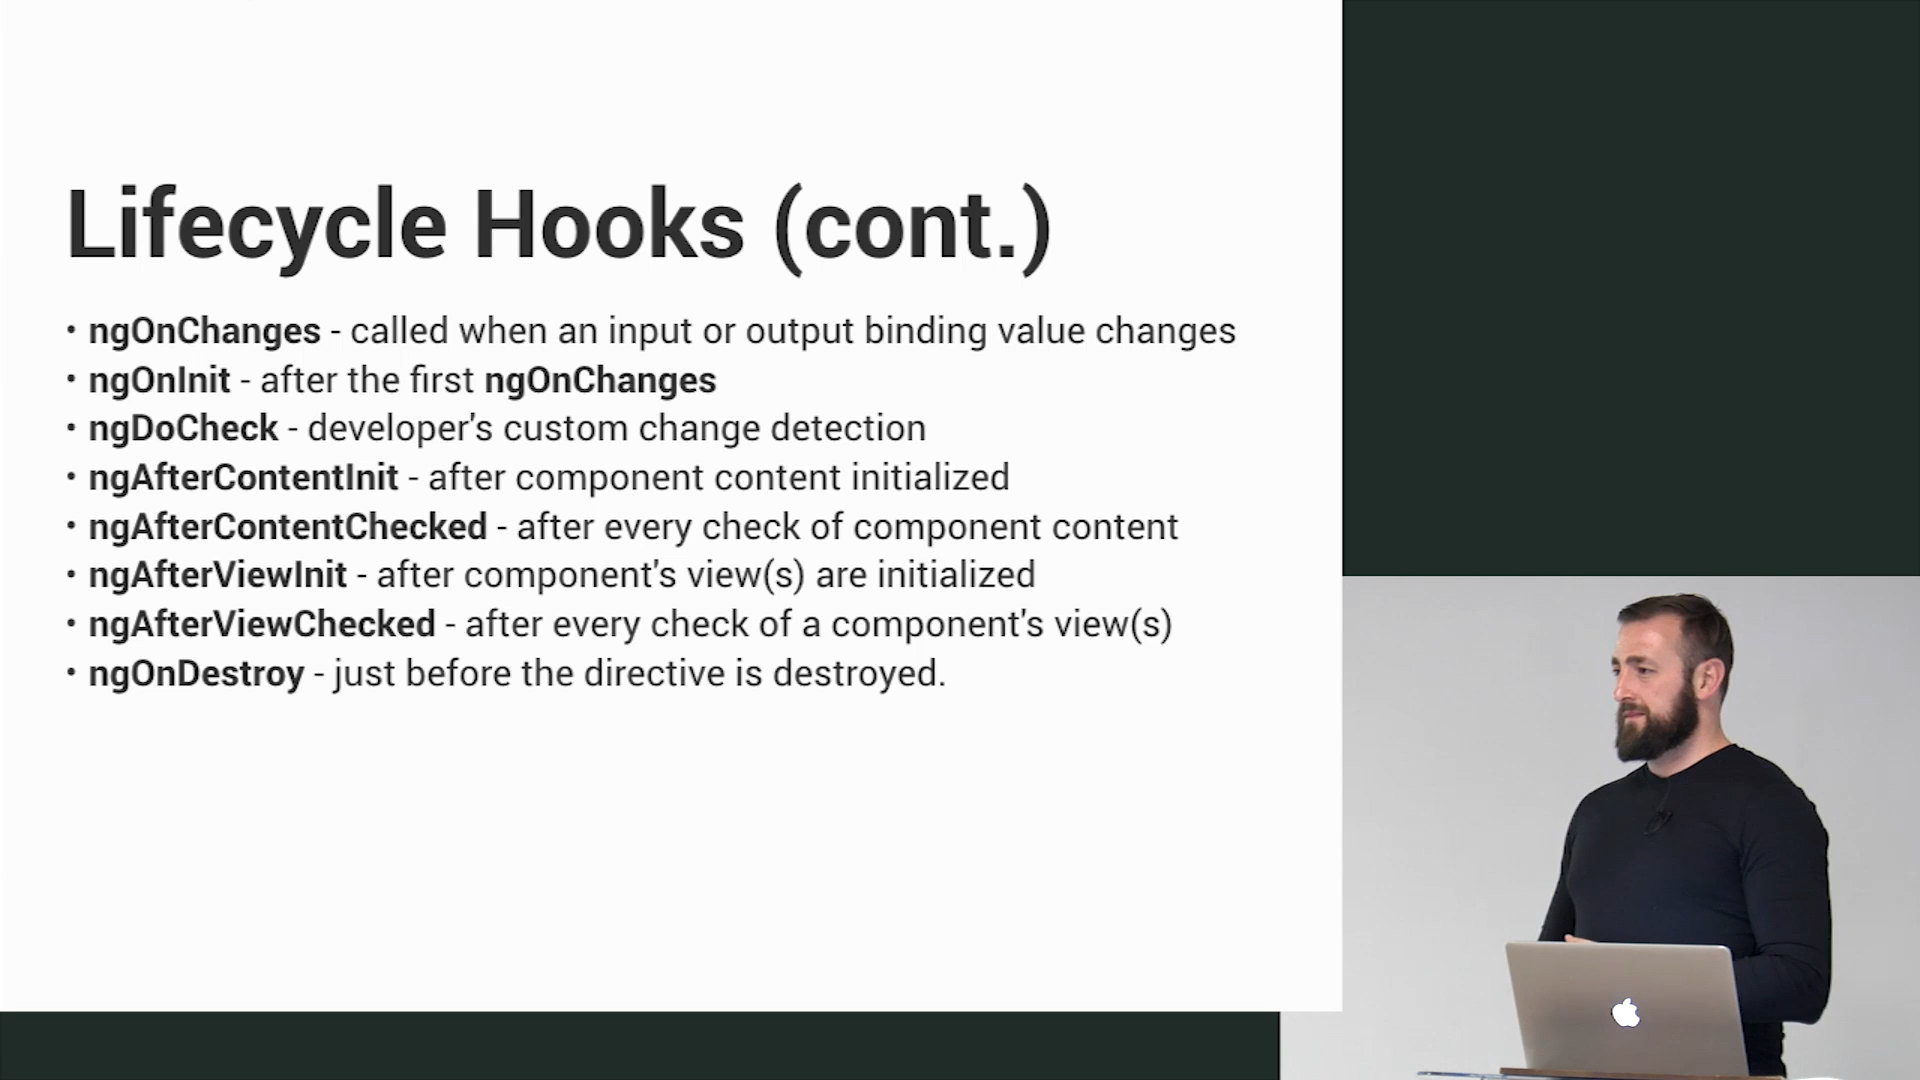 Lifecycle Hooks (cont.)
• ngOnChanges - called when an input or output binding value changes
• ngOnInit - after the first ngOnChanges
• ngDoCheck - developer's custom change detection
• ngAfterContentInit - after component content initialized
• ngAfterContentChecked - after every check of component content
• ngAfterViewInit - after component's view(s) are initialized
• ngAfterViewChecked - after every check of a component's view(s)
• ngOnDestroy - just before the directive is destroyed.